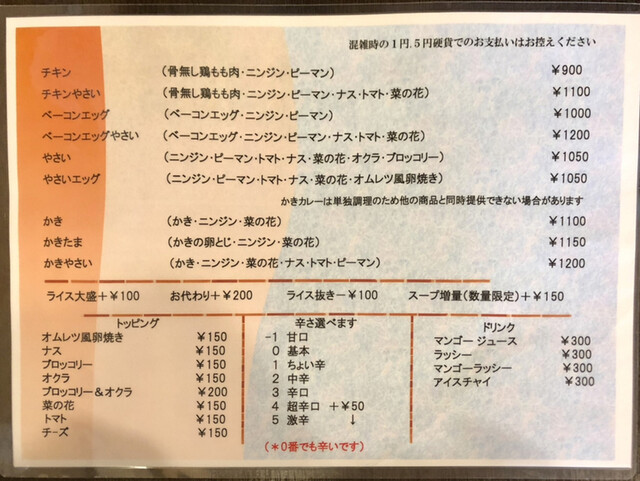 混雑時の１円.５円硬貨でのお支払いはお控えください
チキン （骨無し鶏もも肉・ニンジン・ピーマン） ¥900
チキンやさい （骨無し鶏もも肉・ニンジン・ピーマン・ナス・トマト・菜の花） ¥1100
ベーコンエッグ （ベーコンエッグ・ニンジン・ピーマン） ¥1000
ベーコンエッグやさい （ベーコンエッグ・ニンジン・ピーマン・ナス・トマト・菜の花） ¥1200
やさい （ニンジン・ピーマン・トマト・ナス・菜の花・オクラ・ブロッコリー） ¥1050
やさいエッグ （ニンジン・ピーマン・トマト・ナス・菜の花・オムレツ風卵焼き） ¥1050
かきカレーは単独調理のため他の商品と同時提供できない場合があります
かき （かき・ニンジン・菜の花） ¥1100
かきたま （かきの卵とじ・ニンジン・菜の花） ¥1150
かきやさい （かき・ニンジン・菜の花・ナス・トマト・ピーマン） ¥1200
ライス大盛＋¥100 お代わり＋¥200 ライス抜き－¥100 スープ増量（数量限定）＋¥150
トッピング
オムレツ風卵焼き ¥150
ナス ¥150
ブロッコリー ¥150
オクラ ¥150
ブロッコリー＆オクラ ¥200
菜の花 ¥150
トマト ¥150
チーズ ¥150
辛さ選べます
-1 甘口
0 基本
1 ちょい辛
2 中辛
3 辛口
4 超辛口 ＋¥50
5 激辛 ↓
（＊0番でも辛いです）
ドリンク
マンゴー ジュース ¥300
ラッシー ¥300
マンゴーラッシー ¥300
アイスチャイ ¥300